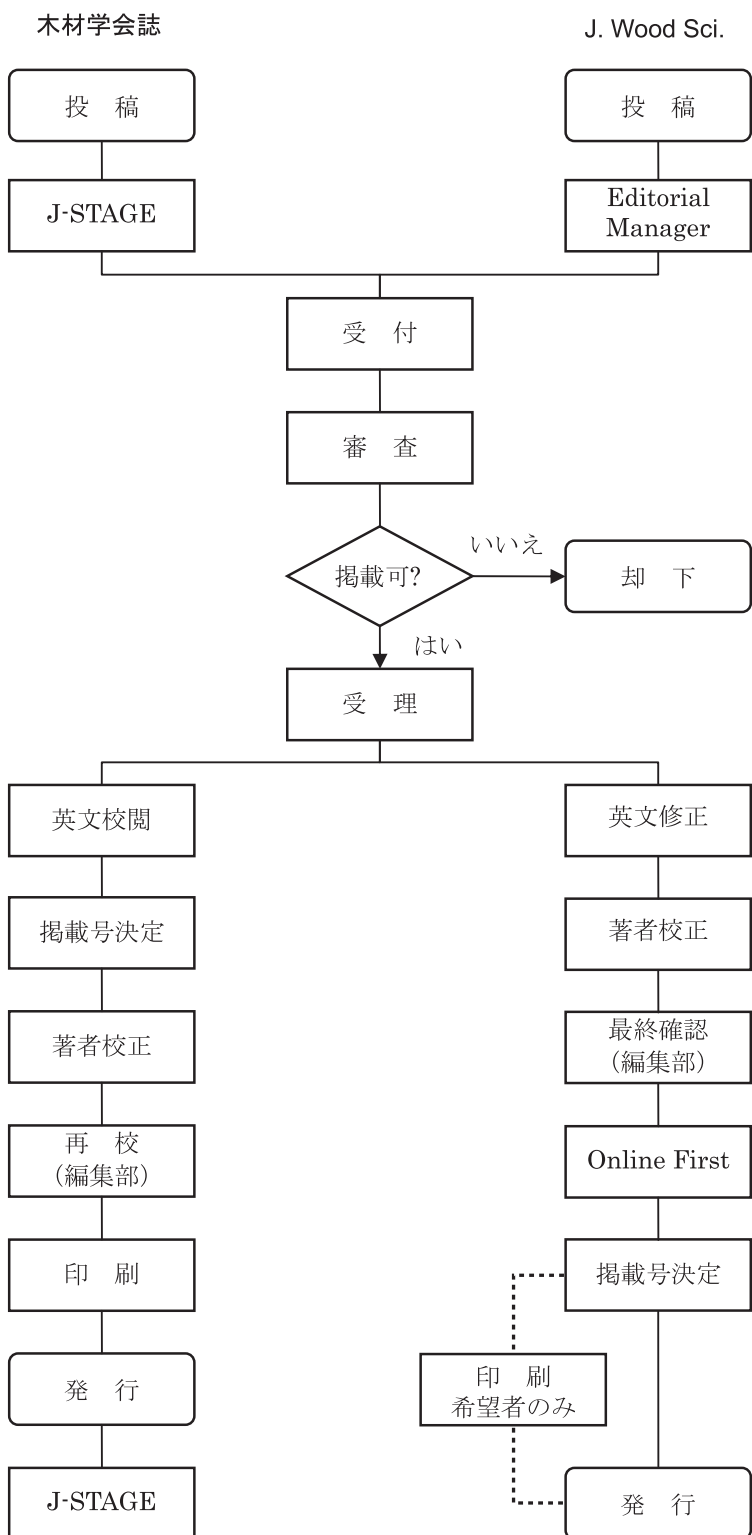 木材学会誌
J. Wood Sci.
投　稿
投　稿
J-STAGE
Editorial
Manager
受　付
審　査
掲載可?
いいえ
却　下
はい
受　理
英文校閲
掲載号決定
著者校正
再　校
(編集部)
印　刷
発　行
J-STAGE
英文修正
著者校正
最終確認
(編集部)
Online First
掲載号決定
印　刷
希望者のみ
発　行